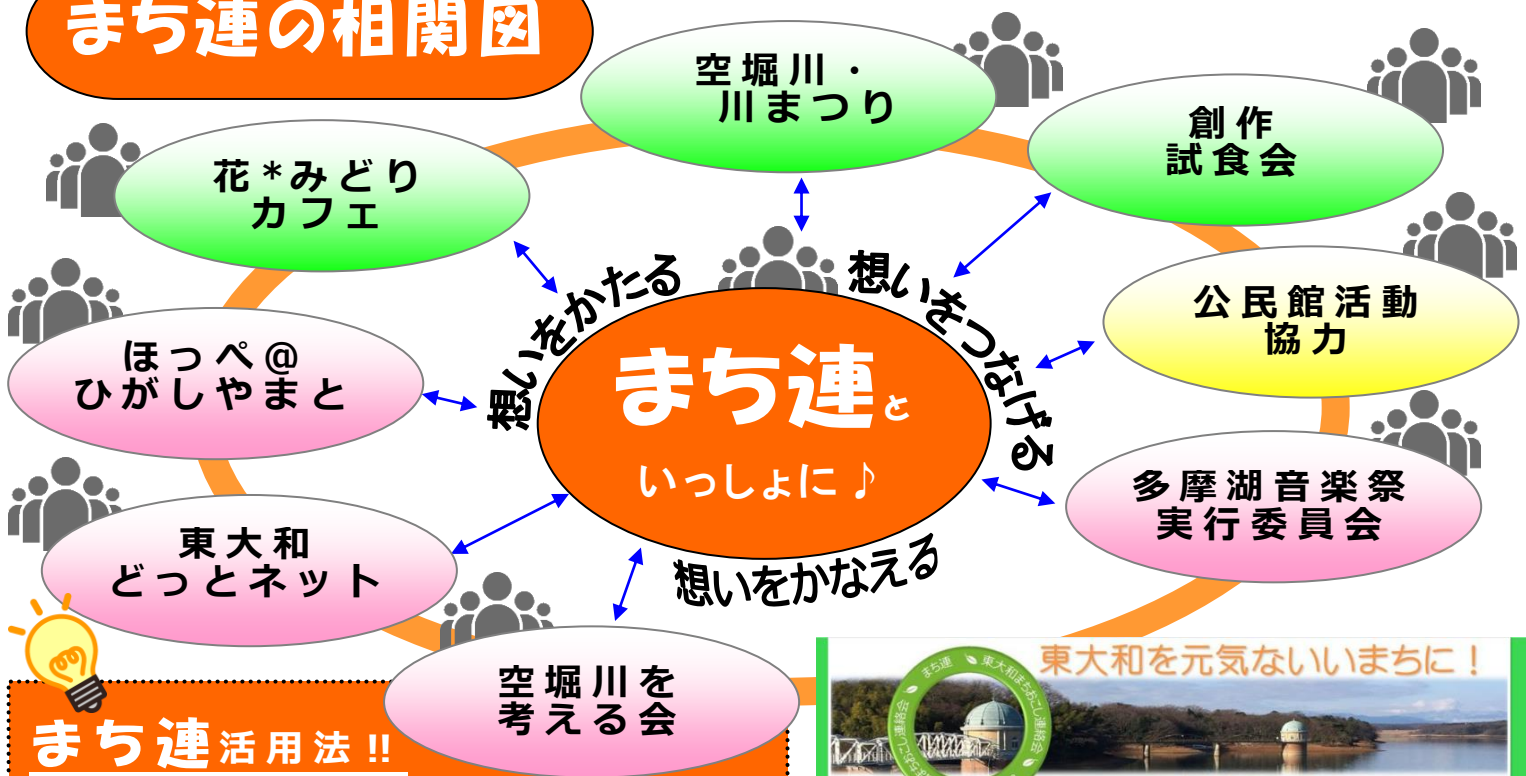 まち連の相関図
空堀川・
川まつり
創作
試食会
花*みどり
カフェ
公民館活動
協力
ほっぺ@
ひがしやまと
想いをかたる
想いをつなげる
まち連と
いっしょに♪
多摩湖音楽祭
実行委員会
東大和
どっとネット
想いをかなえる
空堀川を
考える会
まち連活用法!!
東大和を元気ないいまちに!
まち連
東大和まちおこし連絡会